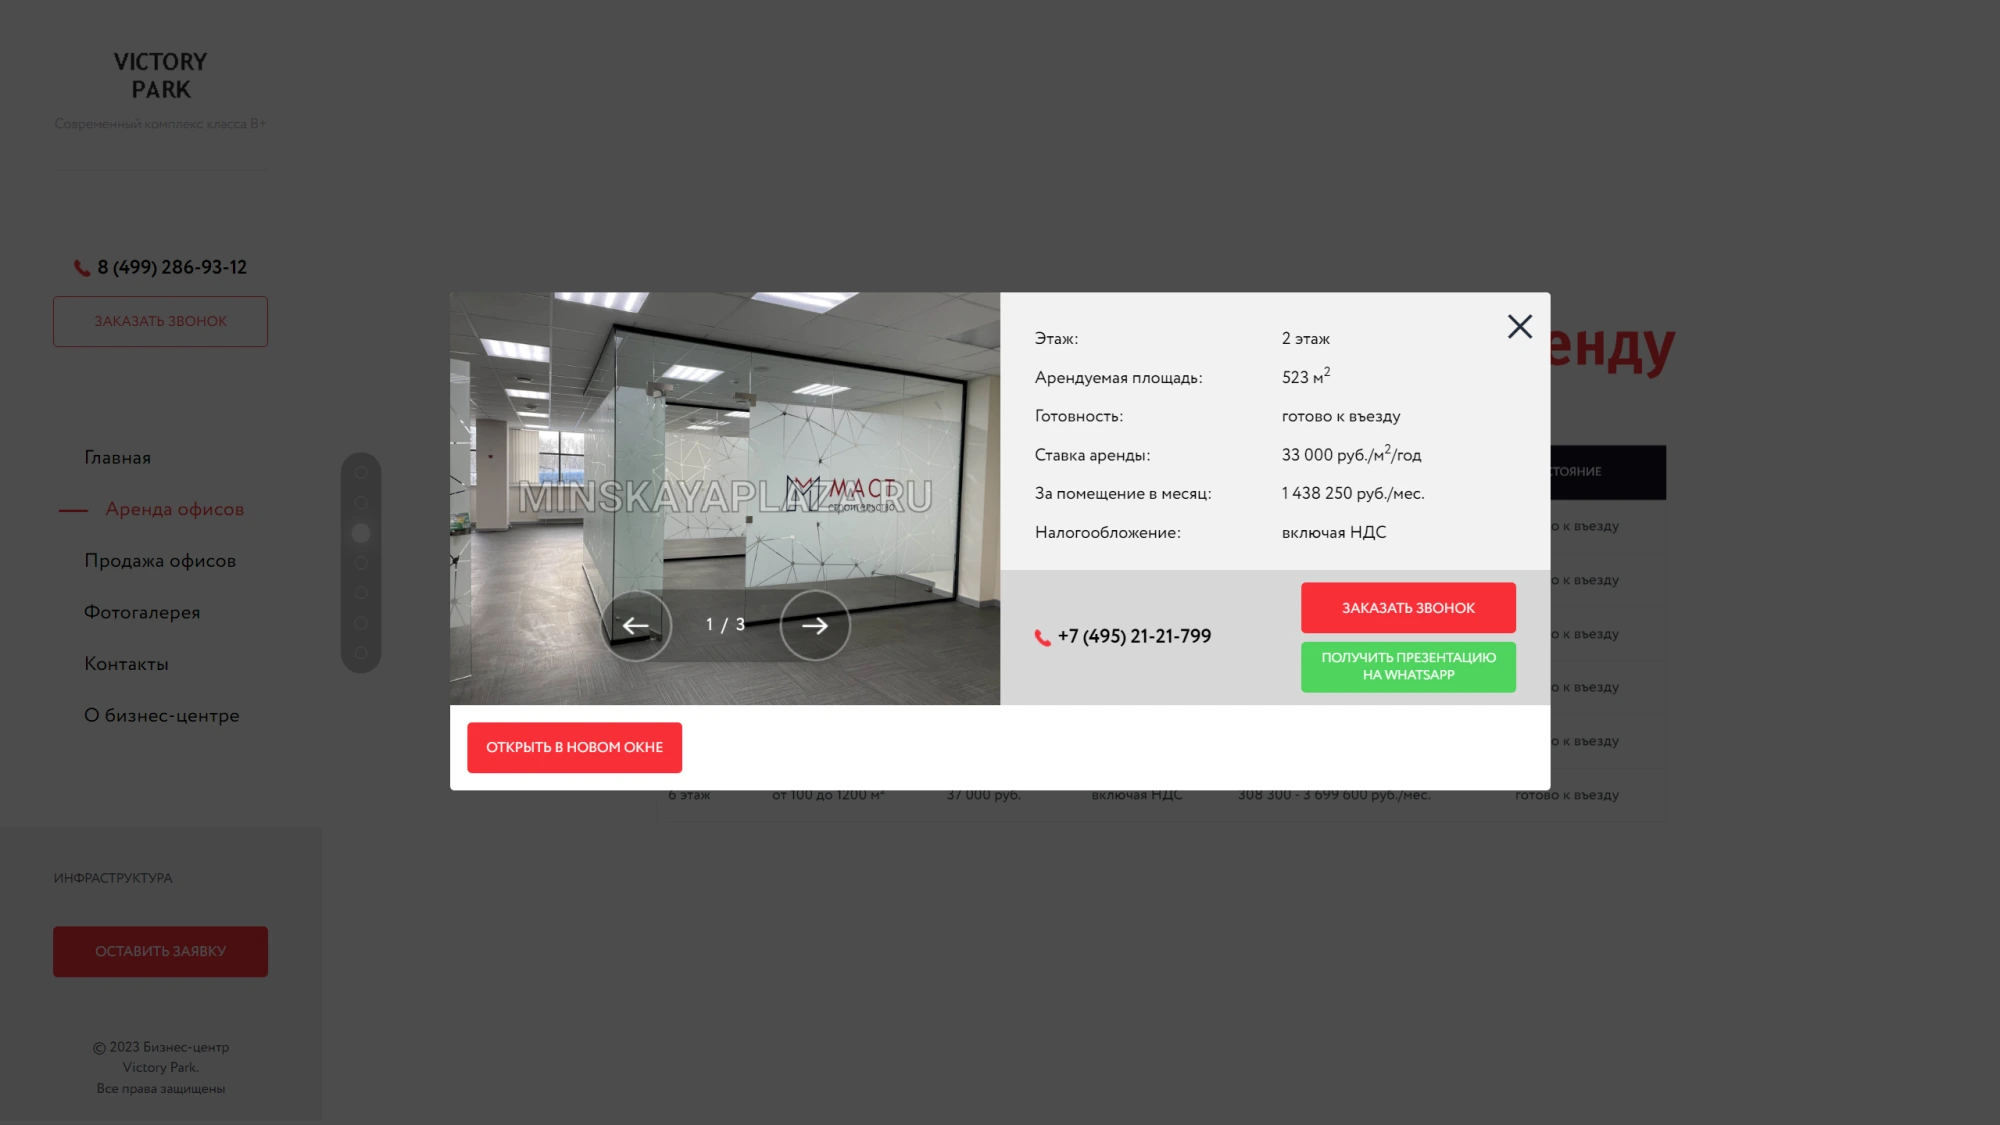 VICTORY
PARK
Современный комплекс класса B+
8 (499) 286-93-12
ЗАКАЗАТЬ ЗВОНОК
Главная
Аренда офисов
Продажа офисов
Фотогалерея
Контакты
О бизнес-центре
ИНФРАСТРУКТУРА
ОСТАВИТЬ ЗАЯВКУ
© 2023 Бизнес-центр
Victory Park.
Все права защищены
MINSKAYAPLAZA.RU
МАСТ
строительство
1 / 3
Этаж: 2 этаж
Арендуемая площадь: 523 м²
Готовность: готово к въезду
Ставка аренды: 33 000 руб./м²/год
За помещение в месяц: 1 438 250 руб./мес.
Налогообложение: включая НДС
+7 (495) 21-21-799
ЗАКАЗАТЬ ЗВОНОК
ПОЛУЧИТЬ ПРЕЗЕНТАЦИЮ
НА WHATSAPP
ОТКРЫТЬ В НОВОМ ОКНЕ
енду
СТОЯНИЕ
о к въезду
о к въезду
о к въезду
о к въезду
о к въезду
6 этаж от 100 до 1200 м² 37 000 руб. включая НДС 308 300 - 3 699 600 руб./мес. готово к въезду